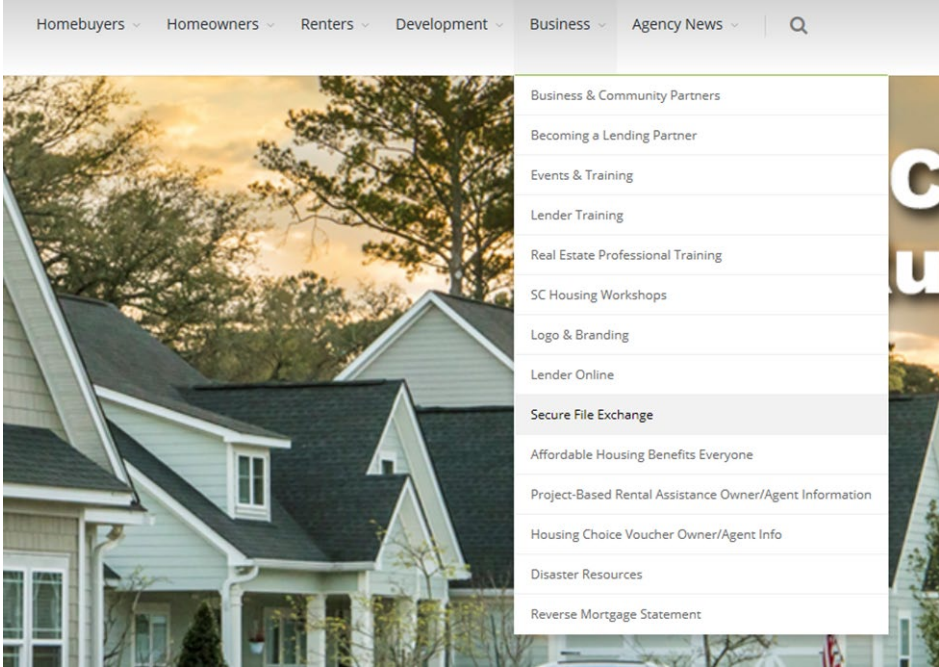 Homebuyers
Homeowners
Renters
Development
Business
Agency News
Business & Community Partners
Becoming a Lending Partner
Events & Training
Lender Training
Real Estate Professional Training
SC Housing Workshops
Logo & Branding
Lender Online
Secure File Exchange
Affordable Housing Benefits Everyone
Project-Based Rental Assistance Owner/Agent Information
Housing Choice Voucher Owner/Agent Info
Disaster Resources
Reverse Mortgage Statement